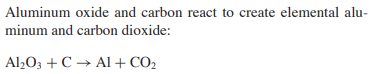 Aluminum oxide and carbon react to create elemental alu-
minum and carbon dioxide:
Al₂O₃ + C → Al + CO₂